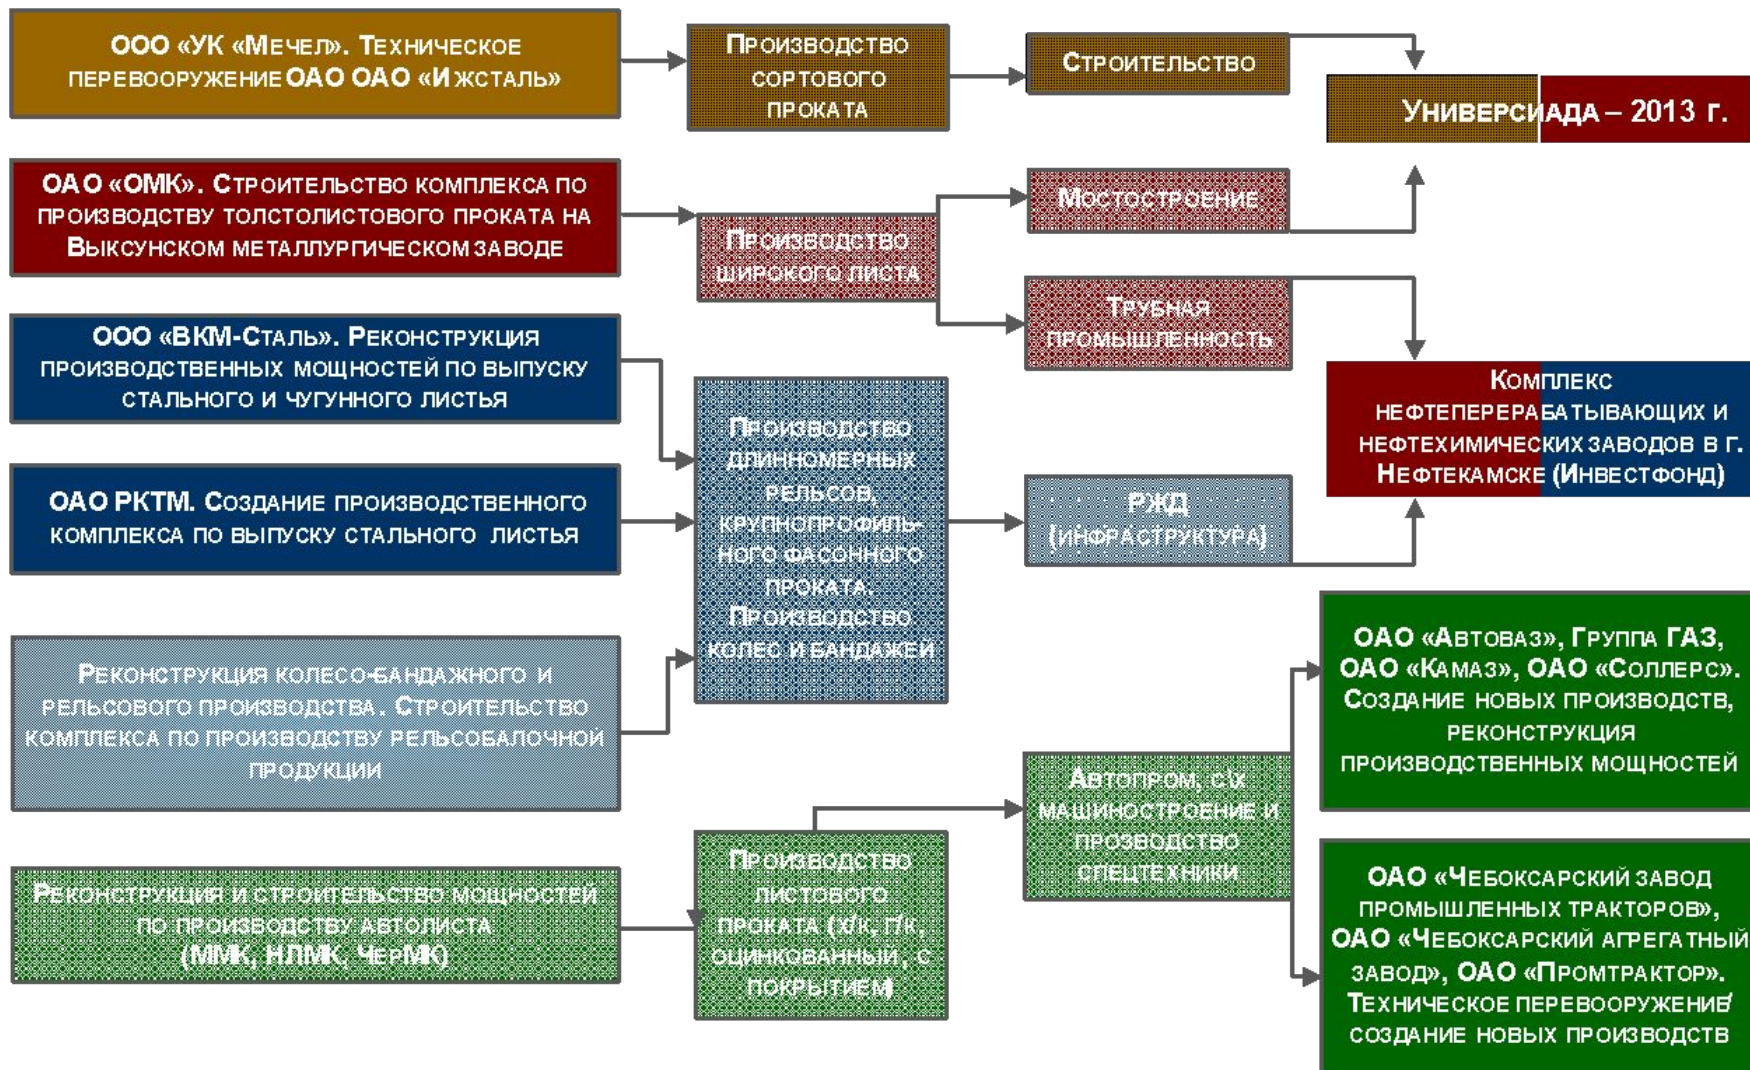 ООО «УК «Мечел». Техническое
перевооружение ОАО ОАО «Ижсталь»
Производство
сортового
проката
Строительство
Универсиада – 2013 г.
ОАО «ОМК». Строительство комплекса по
производству толстолистового проката на
Выксунском металлургическом заводе
Производство
широкого листа
Мостостроение
Трубная
промышленность
ООО «ВКМ-Сталь». Реконструкция
производственных мощностей по выпуску
стального и чугунного листья
Комплекс
нефтеперерабатывающих и
нефтехимических заводов в г.
Нефтекамске (Инвестфонд)
ОАО РКТМ. Создание производственного
комплекса по выпуску стального листья
Производство
длинномерных
рельсов,
крупнопрофиль-
ного фасонного
проката.
Производство
колес и бандажей
РЖД
(инфраструктура)
Реконструкция колесо-бандажного и
рельсового производства. Строительство
комплекса по производству рельсобалочной
продукции
ОАО «Автоваз», Группа ГАЗ,
ОАО «Камаз», ОАО «Соллерс».
Создание новых производств,
реконструкция
производственных мощностей
Автопром, с\х
машиностроение и
прозводство
спецтехники
Реконструкция и строительство мощностей
по производству автолиста
(ММК, НЛМК, ЧерМК)
Производство
листового
проката (х/к, г/к,
оцинкованный, с
покрытием)
ОАО «Чебоксарский завод
промышленных тракторов»,
ОАО «Чебоксарский агрегатный
завод», ОАО «Промтрактор».
Техническое перевооружение/
создание новых производств